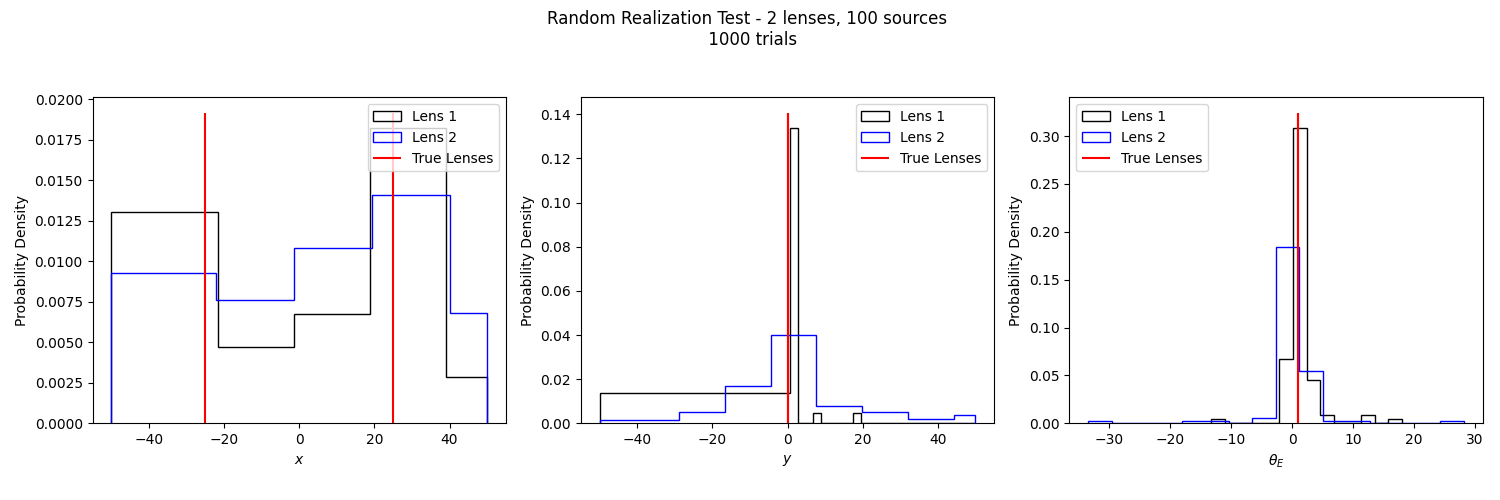 Random Realization Test - 2 lenses, 100 sources
1000 trials
Probability Density
0.0200
0.0175
0.0150
0.0125
0.0100
0.0075
0.0050
0.0025
0.0000
Lens 1
Lens 2
True Lenses
−40
−20
0
20
40
x
Probability Density
0.14
0.12
0.10
0.08
0.06
0.04
0.02
0.00
Lens 1
Lens 2
True Lenses
−40
−20
0
20
40
y
Probability Density
0.30
0.25
0.20
0.15
0.10
0.05
0.00
Lens 1
Lens 2
True Lenses
−30
−20
−10
0
10
20
30
θE